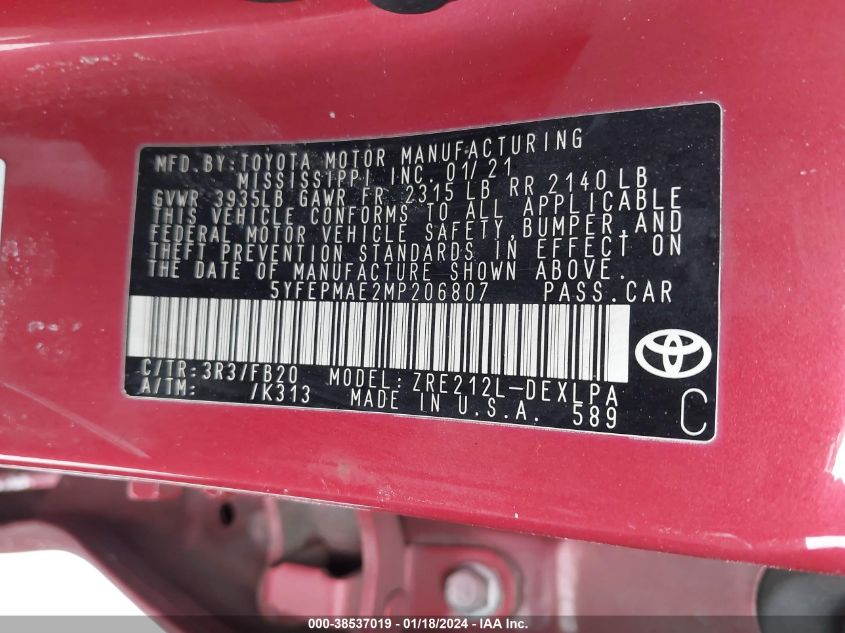 MFD. BY: TOYOTA MOTOR MANUFACTURING
MISSISSIPPI INC. 01/21
GVWR 3935LB GAWR FR 2315 LB RR 2140 LB
THIS VEHICLE CONFORMS TO ALL APPLICABLE
FEDERAL MOTOR VEHICLE SAFETY, BUMPER, AND
THEFT PREVENTION STANDARDS IN EFFECT ON
THE DATE OF MANUFACTURE SHOWN ABOVE.
5YFEPMAE2MP206807 PASS. CAR
C/TR: 3R3/FB20 MODEL: ZRE212L-DEXLPA
A/TM: /K313 MADE IN U.S.A. 589
C
000-38537019 - 01/18/2024 - IAA Inc.